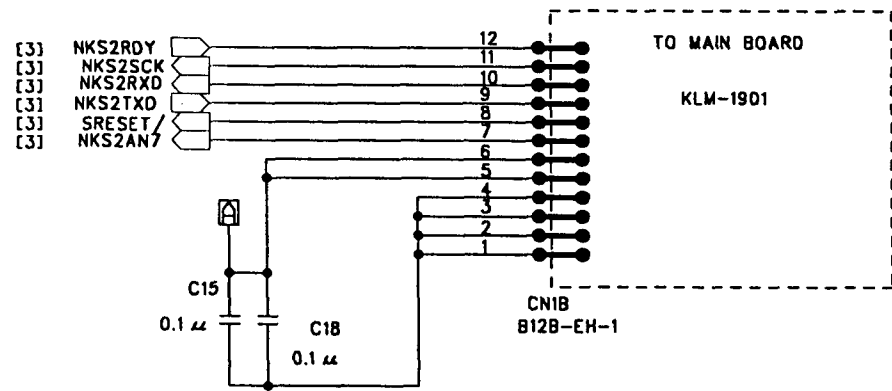 [3] NKS2RDY 12
[3] NKS2SCK 11
[3] NKS2RXD 10
[3] NKS2TXD 9
[3] SRESET/ 8
[3] NKS2AN7 7
6
5
4
3
2
1
TO MAIN BOARD
KLM-1901
A
C15
0.1 μ
C18
0.1 μ
CN1B
B12B-EH-1